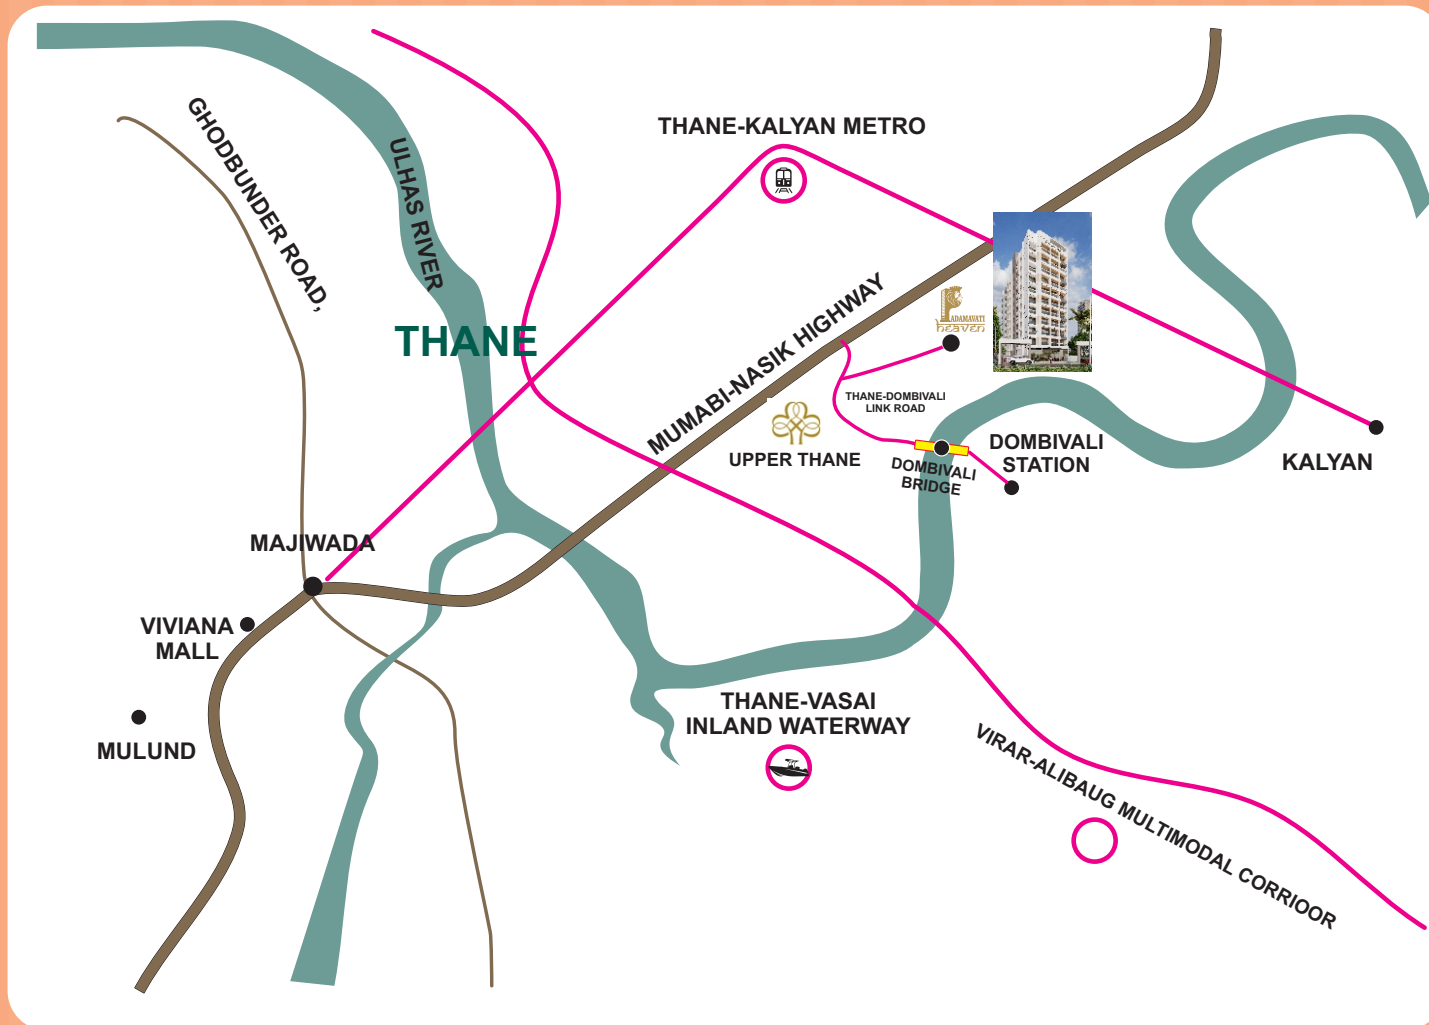 GHODBUNDER ROAD,
ULHAS RIVER
THANE-KALYAN METRO
THANE
MUMABI-NASIK HIGHWAY
PADAMAVATI
heaven
THANE-DOMBIVALI
LINK ROAD
UPPER THANE
DOMBIVALI
BRIDGE
DOMBIVALI
STATION
KALYAN
MAJIWADA
VIVIANA
MALL
MULUND
THANE-VASAI
INLAND WATERWAY
VIRAR-ALIBAUG MULTIMODAL CORRIOOR